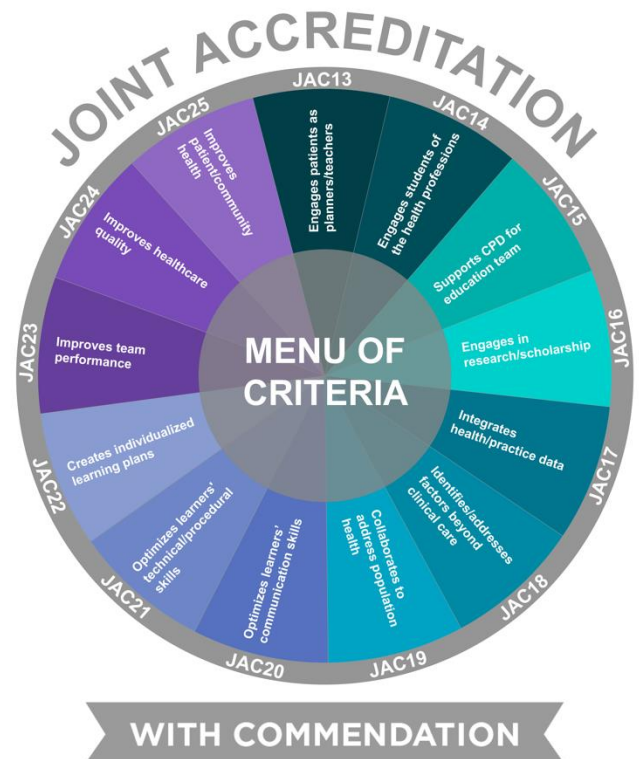 JOINT ACCREDITATION
JAC13
Engages patients as
planners/teachers
JAC14
Engages students of
the health professions
JAC15
Supports CPD for
education team
JAC16
Engages in
research/scholarship
JAC17
Integrates
health/practice data
JAC18
Identifies/addresses
factors beyond
clinical care
JAC19
Collaborates to
address population
health
JAC20
Optimizes learners'
communication skills
JAC21
Optimizes learners'
technical/procedural
skills
JAC22
Creates individualized
learning plans
JAC23
Improves team
performance
JAC24
Improves healthcare
quality
JAC25
Improves
patient/community
health
MENU OF
CRITERIA
WITH COMMENDATION